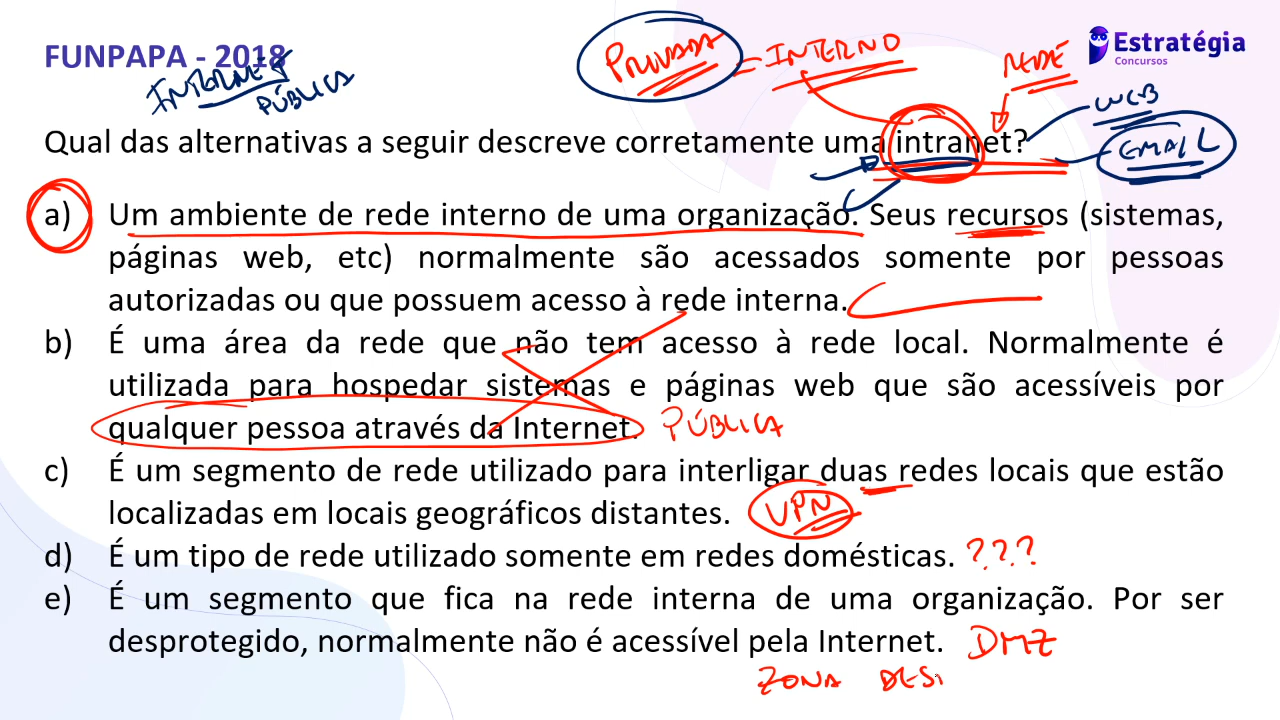 FUNPAPA - 2018
INTERNET
PÚBLICA
PRIVADA = INTERNO
REDE
Estratégia
Concursos
WEB
EMAIL
Qual das alternativas a seguir descreve corretamente uma intranet?
a) Um ambiente de rede interno de uma organização. Seus recursos (sistemas,
páginas web, etc) normalmente são acessados somente por pessoas
autorizadas ou que possuem acesso à rede interna.
b) É uma área da rede que não tem acesso à rede local. Normalmente é
utilizada para hospedar sistemas e páginas web que são acessíveis por
qualquer pessoa através da Internet. PÚBLICA
c) É um segmento de rede utilizado para interligar duas redes locais que estão
localizadas em locais geográficos distantes. VPN
d) É um tipo de rede utilizado somente em redes domésticas. ???
e) É um segmento que fica na rede interna de uma organização. Por ser
desprotegido, normalmente não é acessível pela Internet. DMZ
ZONA DESI